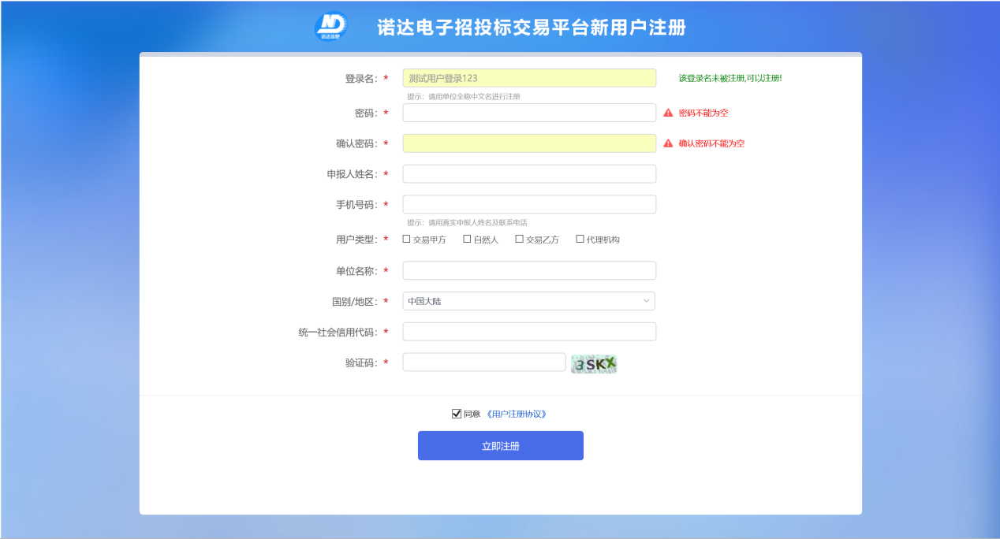 诺达信息
诺达电子招投标交易平台新用户注册
登录名：* 测试用户登录123 该登录名未被注册,可以注册!
提示：请用单位全称中文名进行注册
密码：* 密码不能为空
确认密码：* 确认密码不能为空
申报人姓名：*
手机号码：*
提示：请用真实申报人姓名及联系电话
用户类型：* 交易甲方 自然人 交易乙方 代理机构
单位名称：*
国别/地区：* 中国大陆
统一社会信用代码：*
验证码：* 3SKX
同意 《用户注册协议》
立即注册